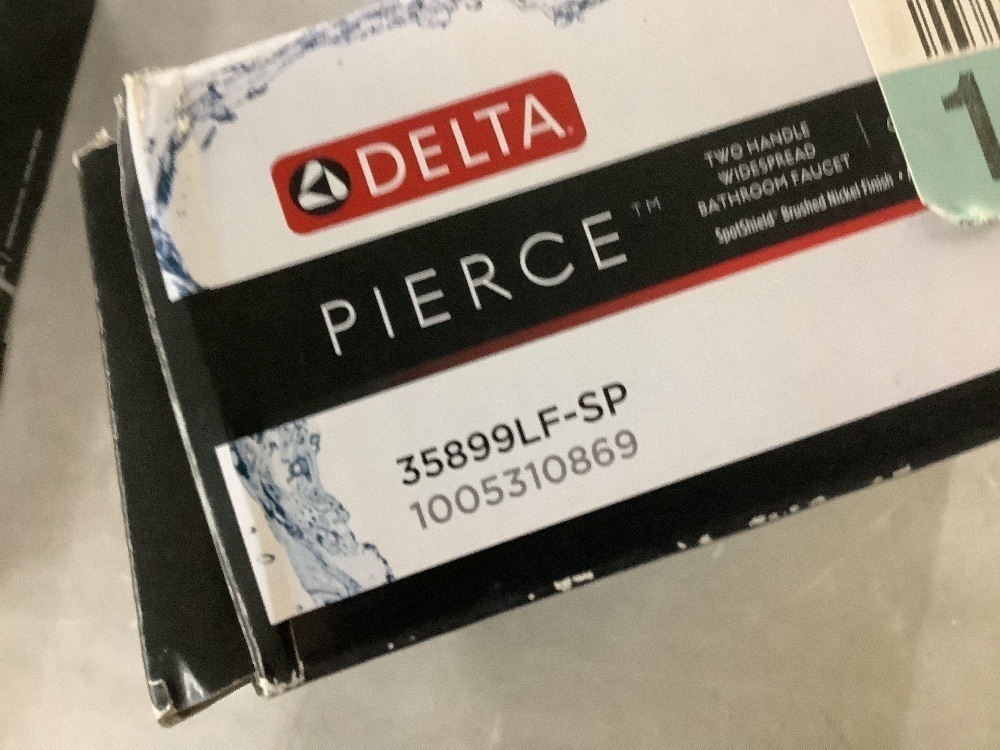 DELTA
PIERCE™
TWO HANDLE
WIDESPREAD
BATHROOM FAUCET
SpotShield® Brushed Nickel Finish •
35899LF-SP
1005310869
1